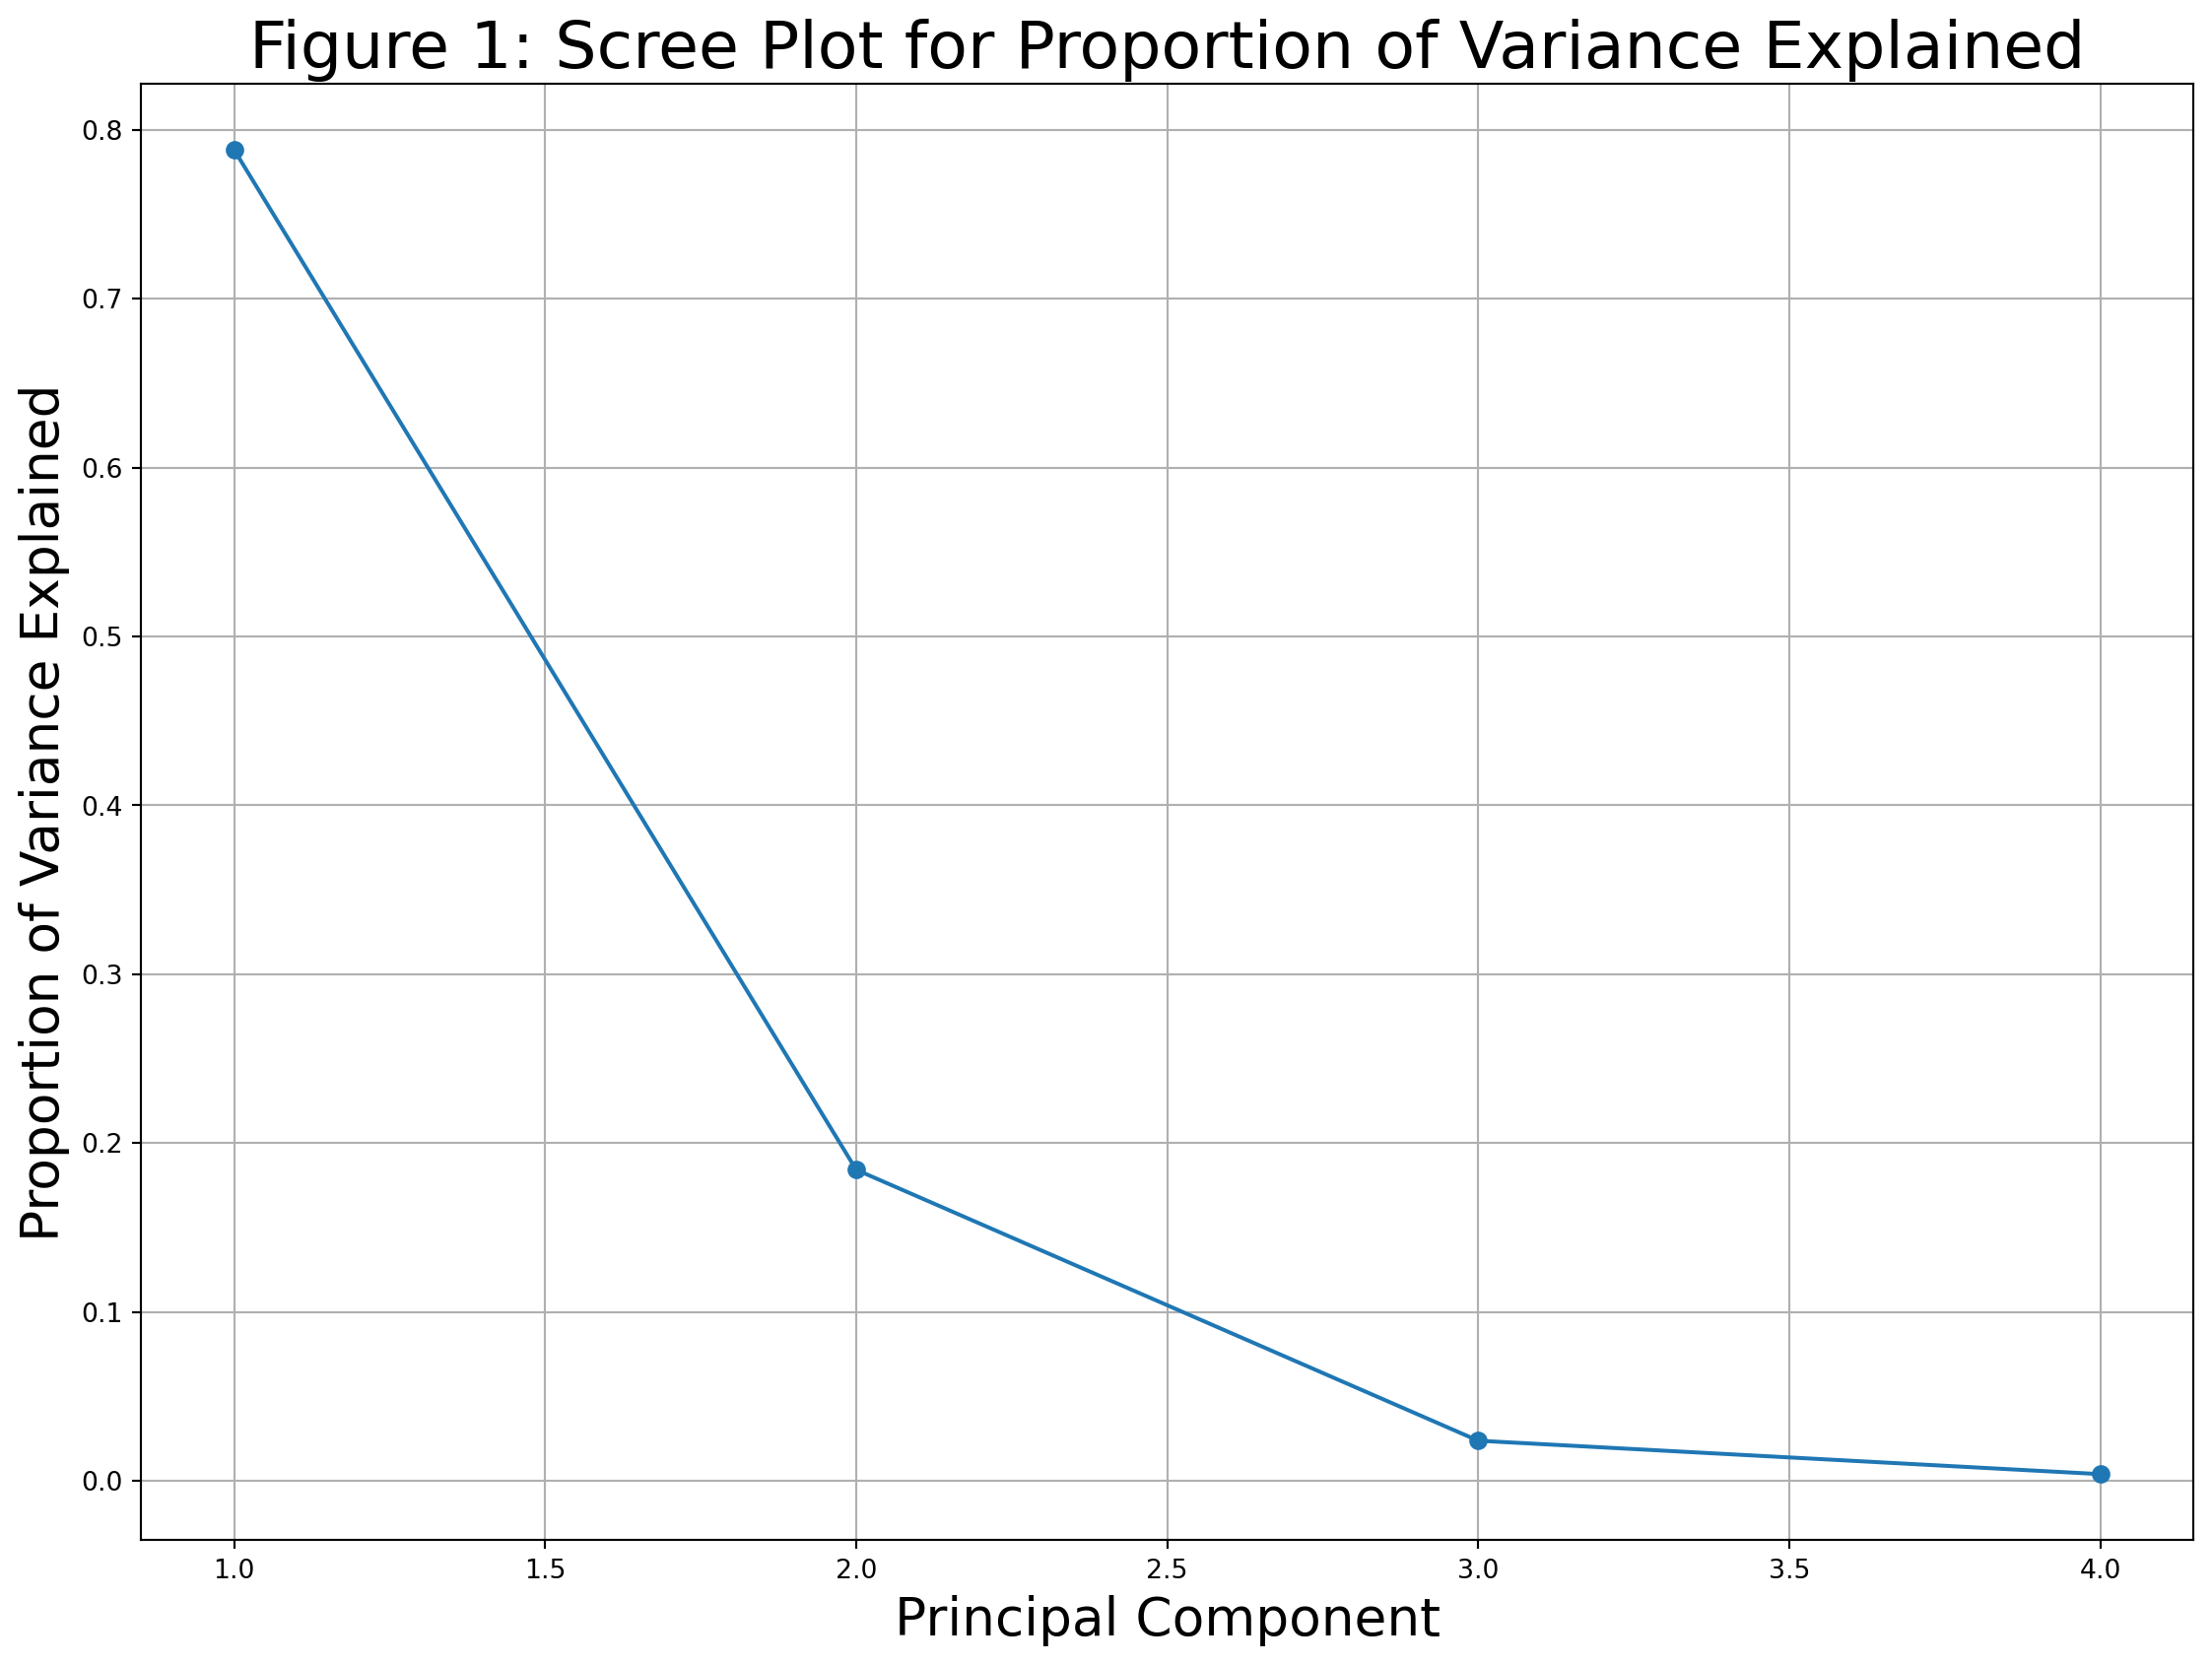 Figure 1: Scree Plot for Proportion of Variance Explained
Proportion of Variance Explained
0.8
0.7
0.6
0.5
0.4
0.3
0.2
0.1
0.0
1.0 1.5 2.0 2.5 3.0 3.5 4.0
Principal Component